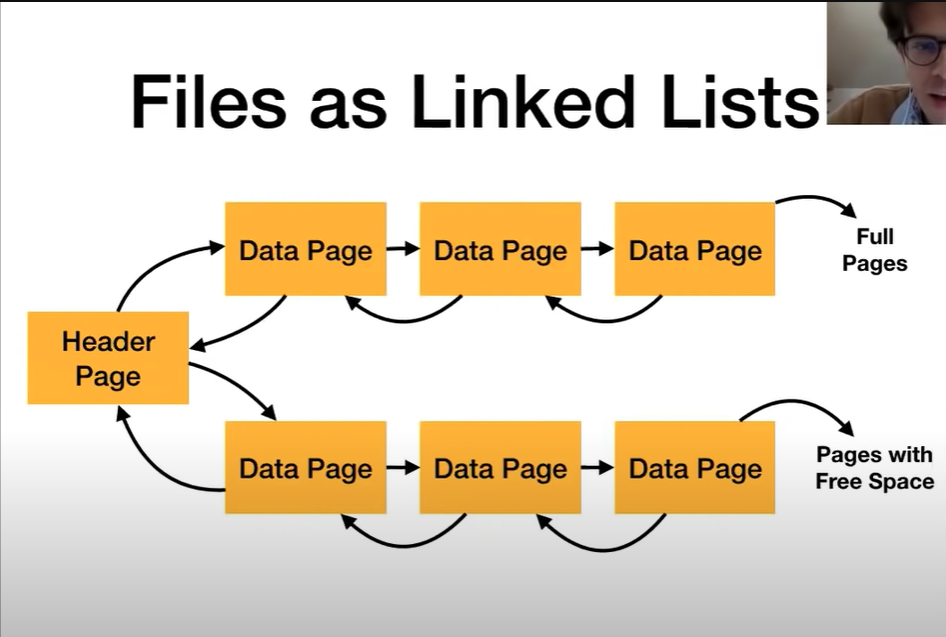 Files as Linked Lists
Data Page
Data Page
Data Page
Full
Pages
Header
Page
Data Page
Data Page
Data Page
Pages with
Free Space